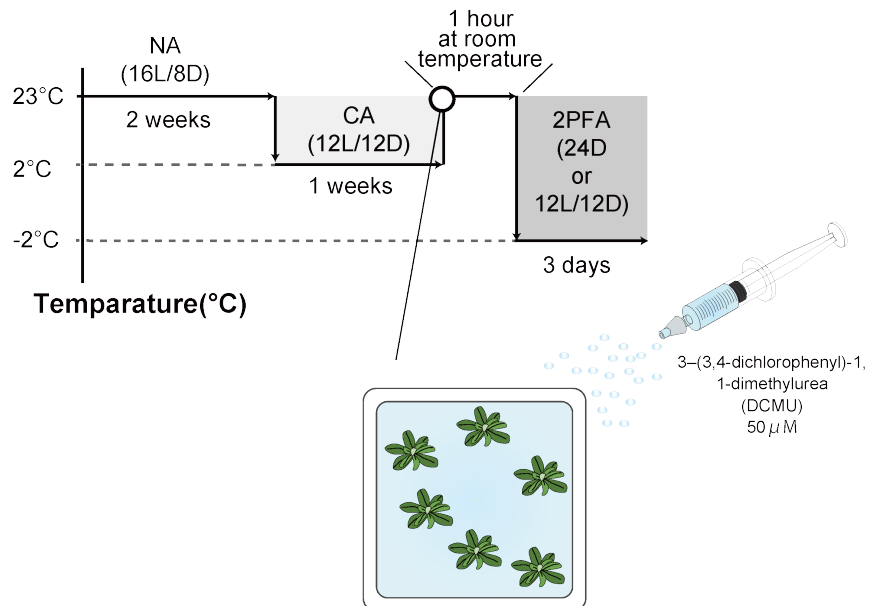 NA
(16L/8D)
1 hour
at room
temperature
23°C
2 weeks
CA
(12L/12D)
2PFA
(24D
or
12L/12D)
2°C
1 weeks
-2°C
3 days
Temparature(°C)
3–(3,4-dichlorophenyl)-1,
1-dimethylurea
(DCMU)
50 μM